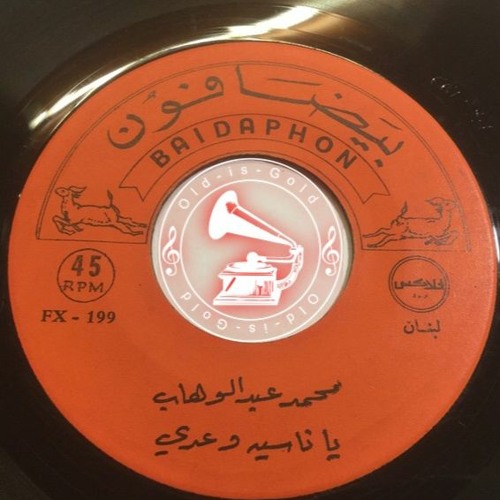 بيضافون
BAIDAPHON
Old-is-Gold
Old-is-Gold
45
RPM
FX - 199
فلكس
لبنان
محمد عبد الوهاب
يا ناسيه وعدي